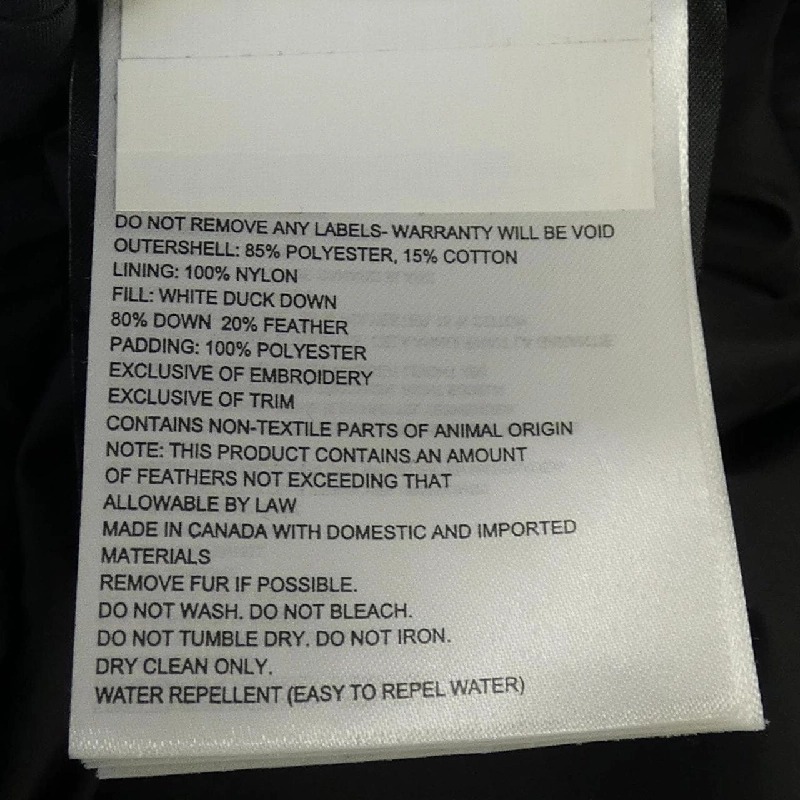 DO NOT REMOVE ANY LABELS- WARRANTY WILL BE VOID
OUTERSHELL: 85% POLYESTER, 15% COTTON
LINING: 100% NYLON
FILL: WHITE DUCK DOWN
80% DOWN 20% FEATHER
PADDING: 100% POLYESTER
EXCLUSIVE OF EMBROIDERY
EXCLUSIVE OF TRIM
CONTAINS NON-TEXTILE PARTS OF ANIMAL ORIGIN
NOTE: THIS PRODUCT CONTAINS AN AMOUNT
OF FEATHERS NOT EXCEEDING THAT
ALLOWABLE BY LAW
MADE IN CANADA WITH DOMESTIC AND IMPORTED
MATERIALS
REMOVE FUR IF POSSIBLE.
DO NOT WASH. DO NOT BLEACH.
DO NOT TUMBLE DRY. DO NOT IRON.
DRY CLEAN ONLY.
WATER REPELLENT (EASY TO REPEL WATER)